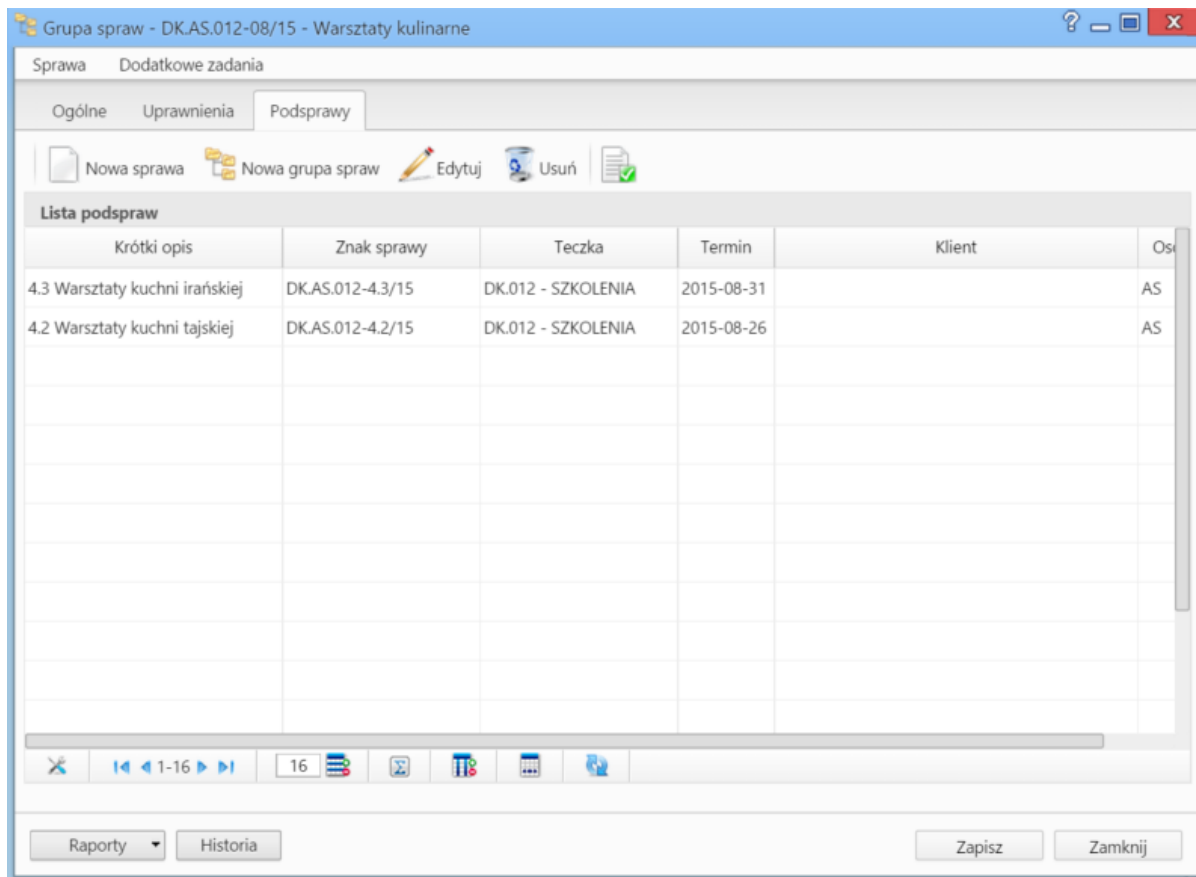 Grupa spraw - DK.AS.012-08/15 - Warsztaty kulinarne
Sprawa Dodatkowe zadania
Ogólne Uprawnienia Podsprawy
Nowa sprawa Nowa grupa spraw Edytuj Usuń
Lista podspraw
Krótki opis Znak sprawy Teczka Termin Klient Oso
4.3 Warsztaty kuchni irańskiej DK.AS.012-4.3/15 DK.012 - SZKOLENIA 2015-08-31 AS
4.2 Warsztaty kuchni tajskiej DK.AS.012-4.2/15 DK.012 - SZKOLENIA 2015-08-26 AS
1-16 16
Raporty Historia Zapisz Zamknij